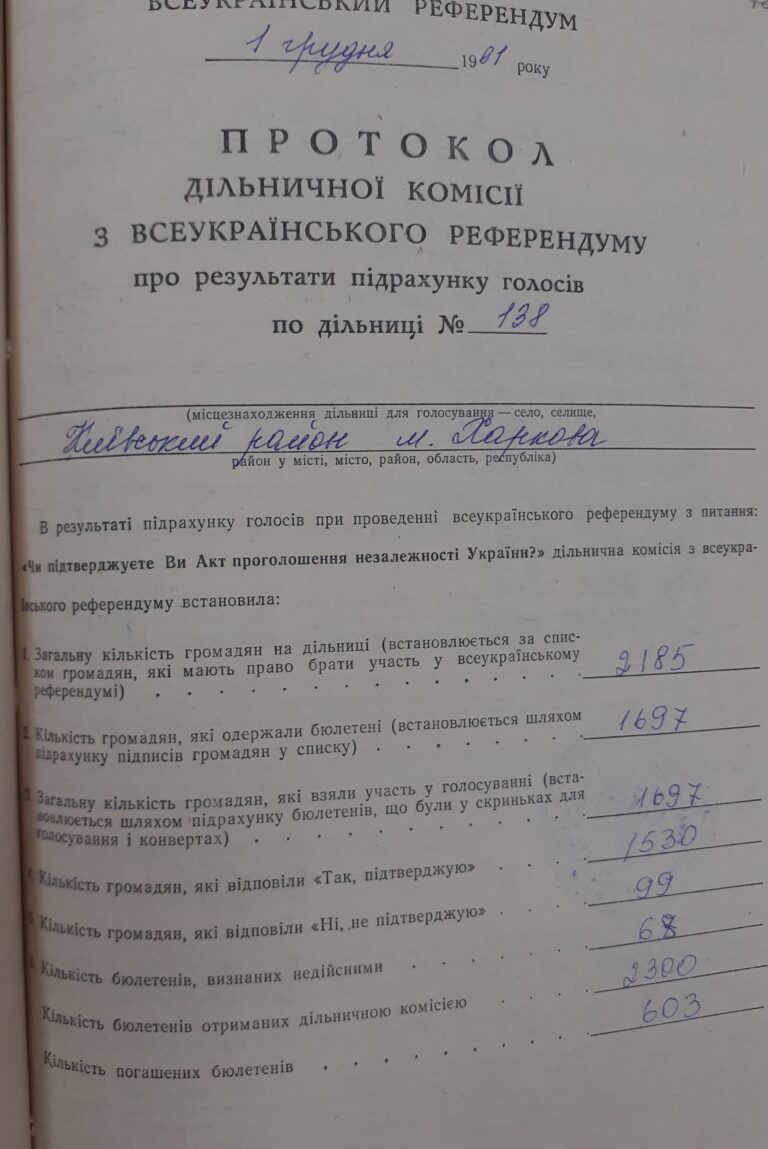 ВСЕУКРАЇНСЬКИЙ РЕФЕРЕНДУМ
1 грудня 1991 року
ПРОТОКОЛ
ДІЛЬНИЧНОЇ КОМІСІЇ
З ВСЕУКРАЇНСЬКОГО РЕФЕРЕНДУМУ
про результати підрахунку голосів
по дільниці № 138
(місцезнаходження дільниці для голосування — село, селище,
Київський район м. Харкова
район у місті, місто, район, область, республіка)
В результаті підрахунку голосів при проведенні всеукраїнського референдуму з питання:
«Чи підтверджуєте Ви Акт проголошення незалежності України?» дільнична комісія з всеукра-
їнського референдуму встановила:
1. Загальну кількість громадян на дільниці (встановлюється за спис-
ком громадян, які мають право брати участь у всеукраїнському
референдумі) . . . . . . . . . . . . 2185
2. Кількість громадян, які одержали бюлетені (встановлюється шляхом
підрахунку підписів громадян у списку) . . . . . . . 1697
3. Загальну кількість громадян, які взяли участь у голосуванні (вста-
новлюється шляхом підрахунку бюлетенів, що були у скриньках для
голосування і конвертах) . . . . . . . . . . . 1697
4. Кількість громадян, які відповіли «Так, підтверджую» . . . . 1530
5. Кількість громадян, які відповіли «Ні, не підтверджую» . . . . 99
6. Кількість бюлетенів, визнаних недійсними . . . . . 68
Кількість бюлетенів отриманих дільничною комісією . . . . 2300
Кількість погашених бюлетенів . . . . . . . . 603